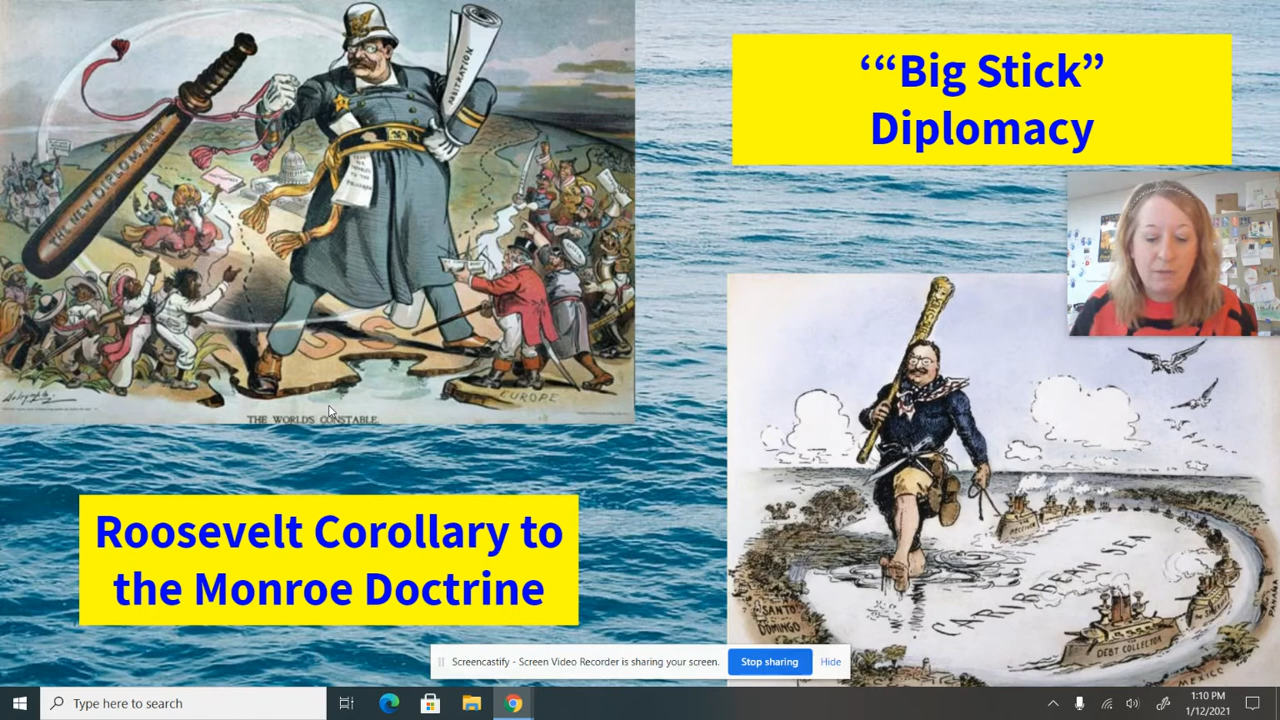 THE NEW DIPLOMACY
ARBITRATION
EUROPE
THE WORLD'S CONSTABLE.
‘“Big Stick”
Diplomacy
Roosevelt Corollary to
the Monroe Doctrine
CARIBBEAN SEA
SANTO
DOMINGO
DEBT COLLECTOR
MEXICO
Screencastify - Screen Video Recorder is sharing your screen.
Stop sharing
Hide
Type here to search
1:10 PM
1/12/2021